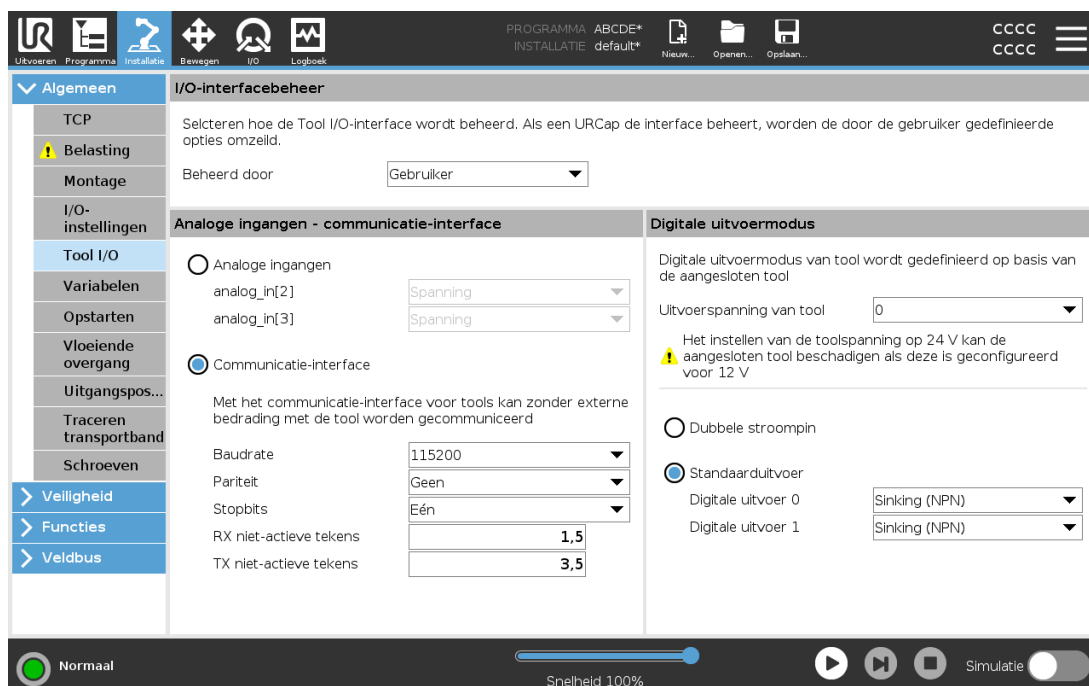 UR
PROGRAMMA ABCDE*
INSTALLATIE default*
CCCC
CCCC
Uitvoeren Programma Installatie Bewegen I/O Logboek Nieuw... Openen... Opslaan...
Algemeen
TCP
Belasting
Montage
I/O-
instellingen
Tool I/O
Variabelen
Opstarten
Vloeiende
overgang
Uitgangspos...
Traceren
transportband
Schroeven
Veiligheid
Functies
Veldbus
I/O-interfacebeheer
Selcteren hoe de Tool I/O-interface wordt beheerd. Als een URCap de interface beheert, worden de door de gebruiker gedefinieerde
opties omzeild.
Beheerd door Gebruiker
Analoge ingangen - communicatie-interface
Analoge ingangen
analog_in[2] Spanning
analog_in[3] Spanning
Communicatie-interface
Met het communicatie-interface voor tools kan zonder externe
bedrading met de tool worden gecommuniceerd
Baudrate 115200
Pariteit Geen
Stopbits Eén
RX niet-actieve tekens 1,5
TX niet-actieve tekens 3,5
Digitale uitvoermodus
Digitale uitvoermodus van tool wordt gedefinieerd op basis van
de aangesloten tool
Uitvoerspanning van tool 0
Het instellen van de toolspanning op 24 V kan de
aangesloten tool beschadigen als deze is geconfigureerd
voor 12 V
Dubbele stroompin
Standaarduitvoer
Digitale uitvoer 0 Sinking (NPN)
Digitale uitvoer 1 Sinking (NPN)
Normaal
Snelheid 100%
Simulatie